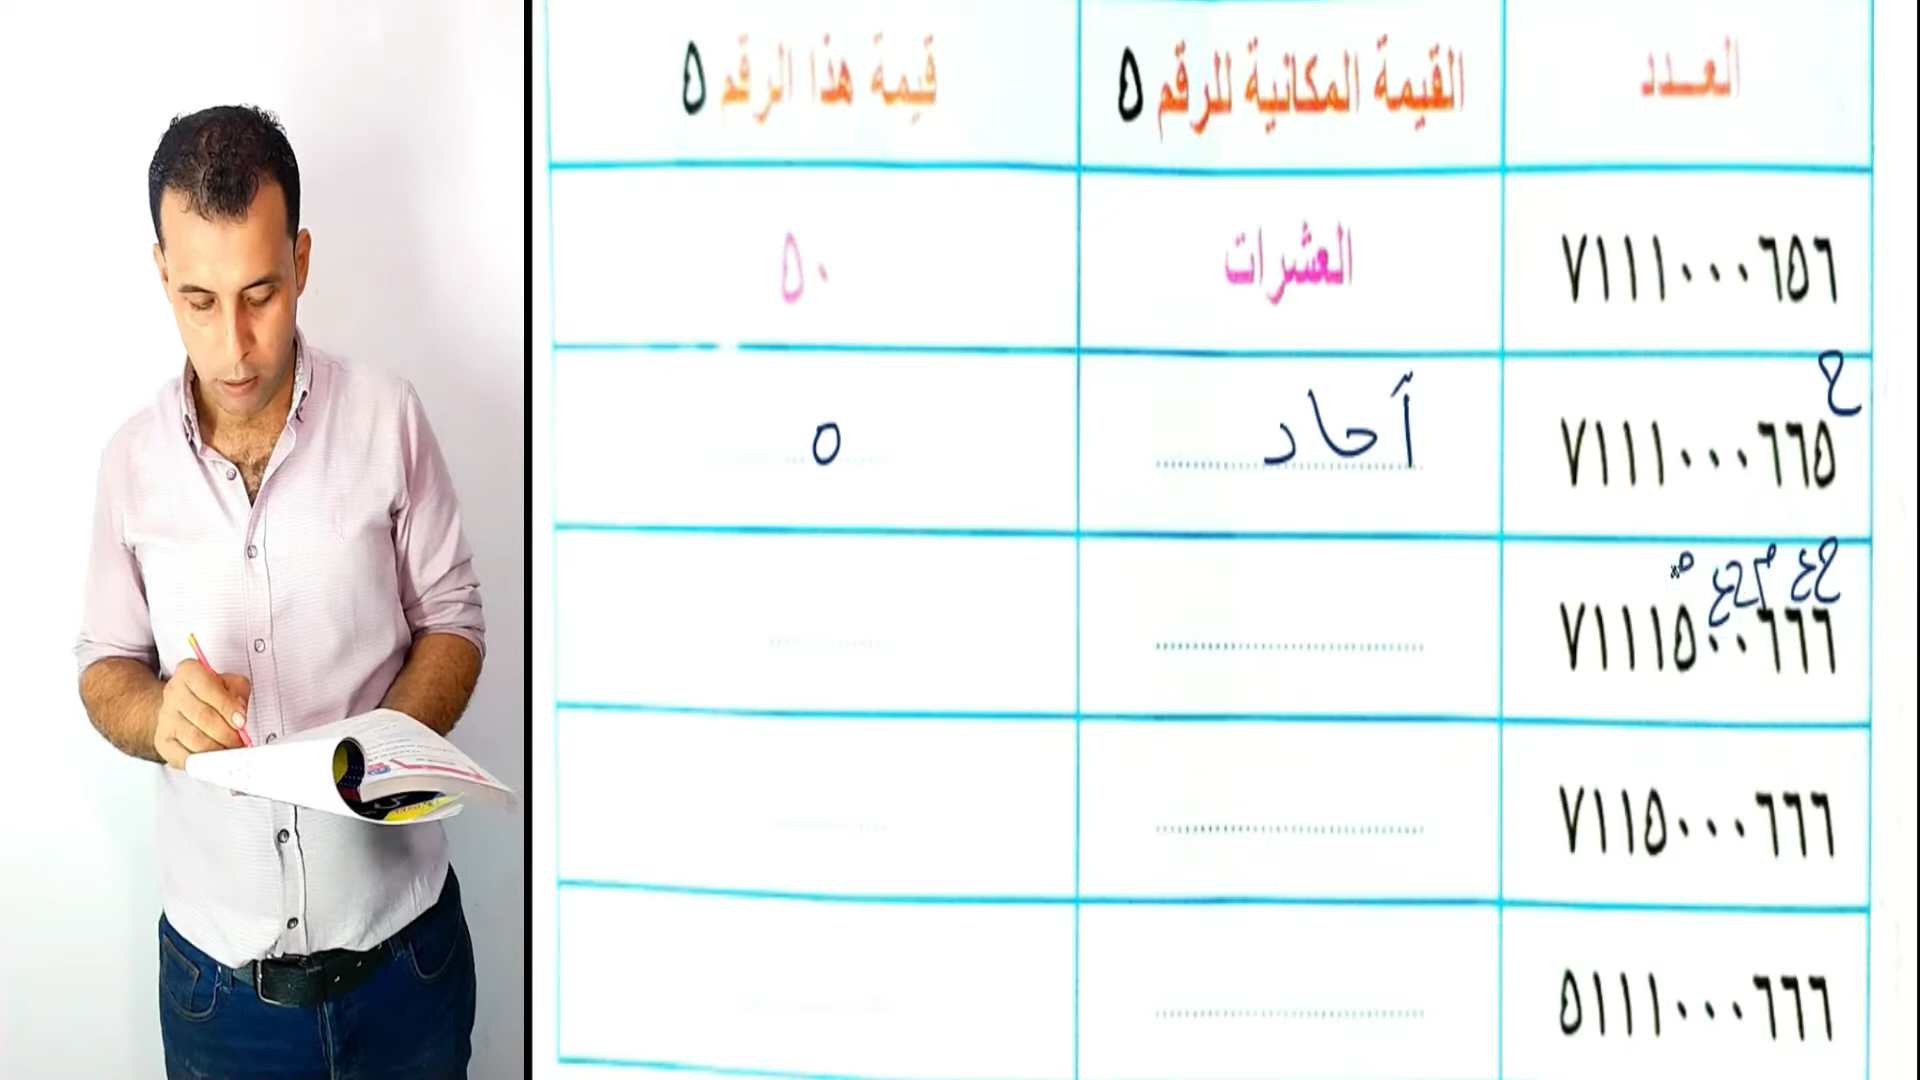 العدد القيمة المكانية للرقم ٥ قيمة هذا الرقم ٥
٧١١١٠٠٠٦٥٦ العشرات ٥٠
ح
٧١١١٠٠٠٦٦٥ آحاد ٥
٧١١١٥٠٠٦٦٦
٧١١٥٠٠٠٦٦٦
٥١١١٠٠٠٦٦٦